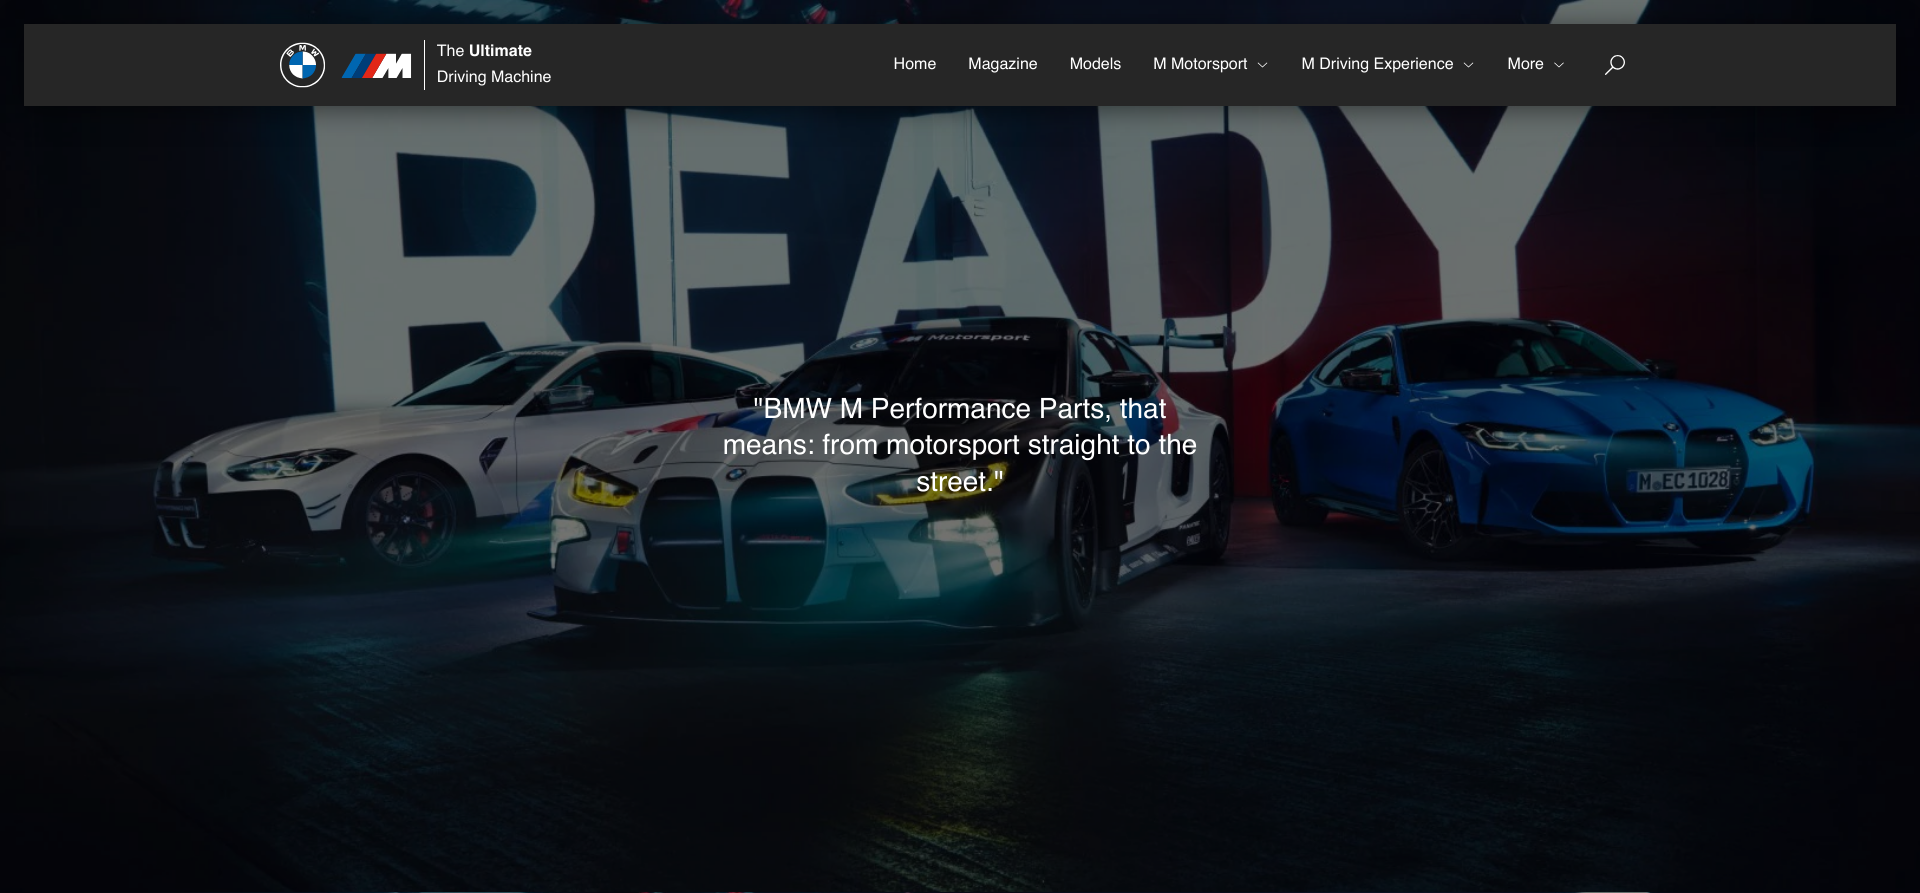 BMW
M
The Ultimate
Driving Machine
Home
Magazine
Models
M Motorsport
M Driving Experience
More
READY
M Motorsport
"BMW M Performance Parts, that
means: from motorsport straight to the
street."
M EC 1028